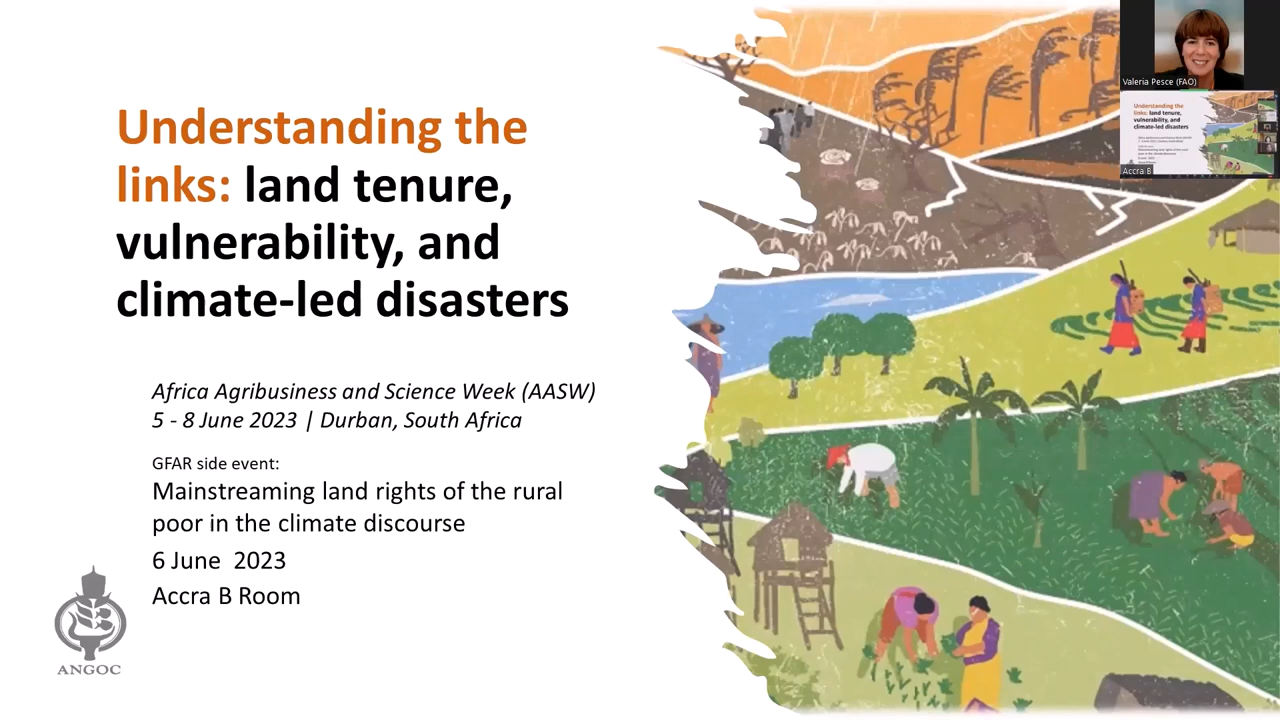 Understanding the
links: land tenure,
vulnerability, and
climate-led disasters
Africa Agribusiness and Science Week (AASW)
5 - 8 June 2023 | Durban, South Africa
GFAR side event:
Mainstreaming land rights of the rural
poor in the climate discourse
6 June 2023
Accra B Room
ANGOC
Valeria Pesce (FAO)
Understanding the
links: land tenure,
vulnerability, and
climate-led disasters
Accra B